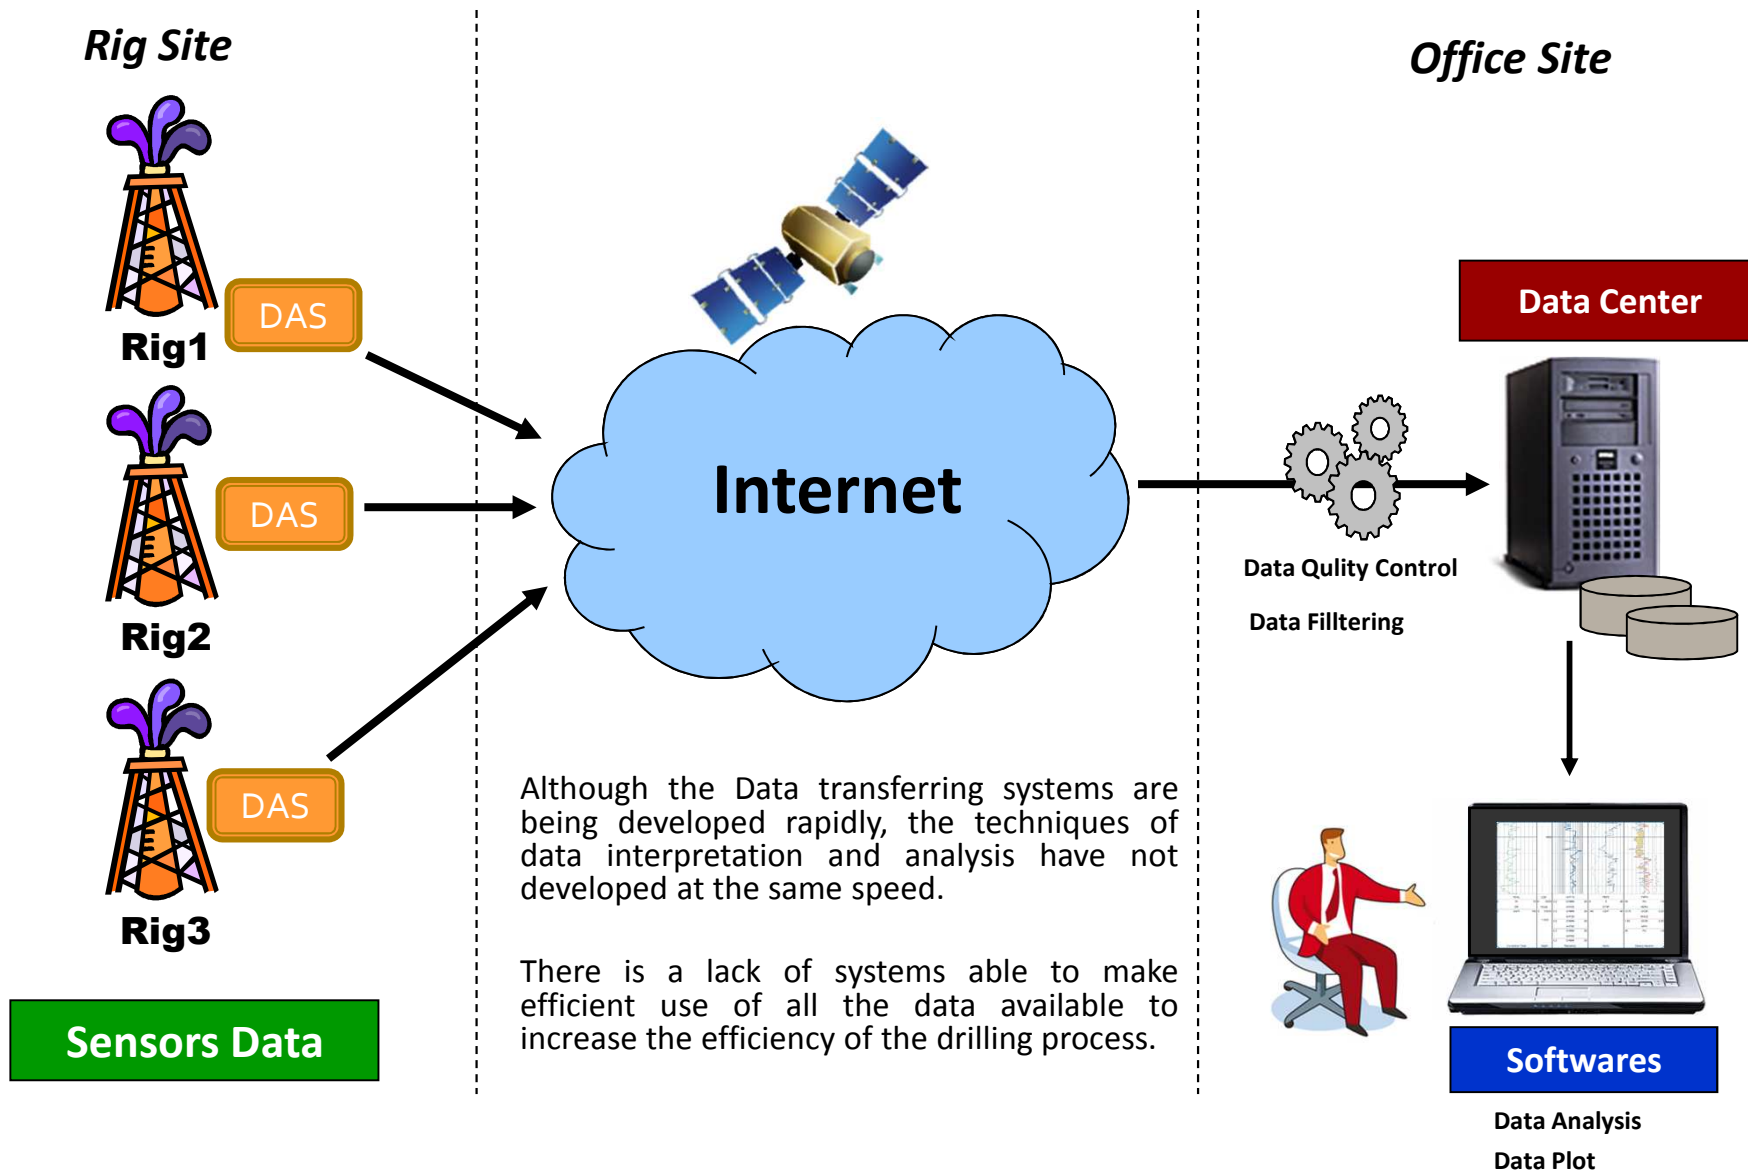 Rig Site
Office Site
DAS
Rig1
DAS
Rig2
DAS
Rig3
Sensors Data
Internet
Although the Data transferring systems are
being developed rapidly, the techniques of
data interpretation and analysis have not
developed at the same speed.
There is a lack of systems able to make
efficient use of all the data available to
increase the efficiency of the drilling process.
Data Center
Data Qulity Control
Data Filltering
Softwares
Data Analysis
Data Plot